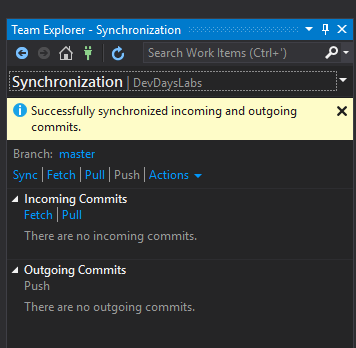 Team Explorer - Synchronization
Search Work Items (Ctrl+')
Synchronization | DevDaysLabs
Successfully synchronized incoming and outgoing
commits.
Branch: master
Sync | Fetch | Pull | Push | Actions
Incoming Commits
Fetch | Pull
There are no incoming commits.
Outgoing Commits
Push
There are no outgoing commits.